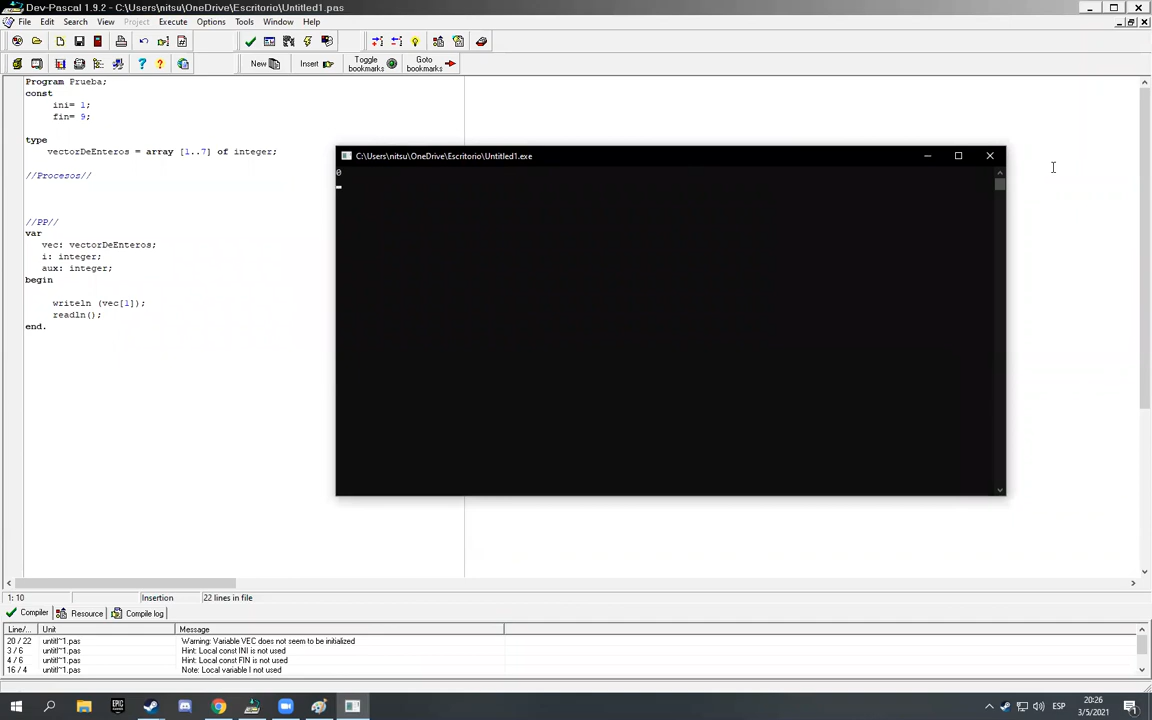 Dev-Pascal 1.9.2 - C:\Users\nitsu\OneDrive\Escritorio\Untitled1.pas
File Edit Search View Project Execute Options Tools Window Help
New Insert Toggle bookmarks Goto bookmarks
Program Prueba;
const
ini= 1;
fin= 9;
type
vectorDeEnteros = array [1..7] of integer;
//Procesos//
//PP//
var
vec: vectorDeEnteros;
i: integer;
aux: integer;
begin
writeln (vec[1]);
readln();
end.
C:\Users\nitsu\OneDrive\Escritorio\Untitled1.exe
0
1: 10 Insertion 22 lines in file
Compiler Resource Compile log
Line/... Unit Message
20 / 22 untitl~1.pas Warning: Variable VEC does not seem to be initialized
3 / 6 untitl~1.pas Hint: Local const INI is not used
4 / 6 untitl~1.pas Hint: Local const FIN is not used
16 / 4 untitl~1.pas Note: Local variable I not used
EPIC
ESP
20:26
3/5/2021
1